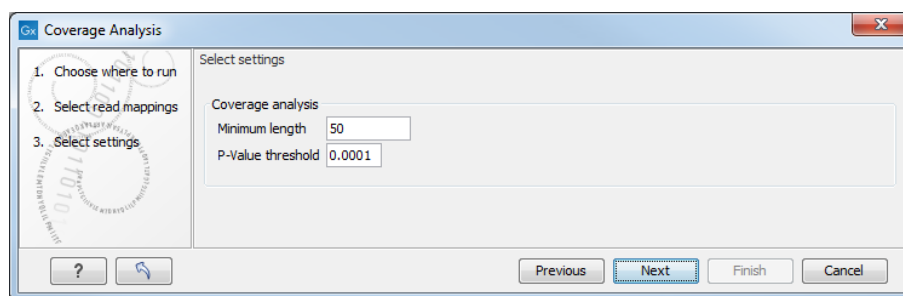 Gx Coverage Analysis
X
1. Choose where to run
2. Select read mappings
3. Select settings
Select settings
Coverage analysis
Minimum length 50
P-Value threshold 0.0001
? Previous Next Finish Cancel